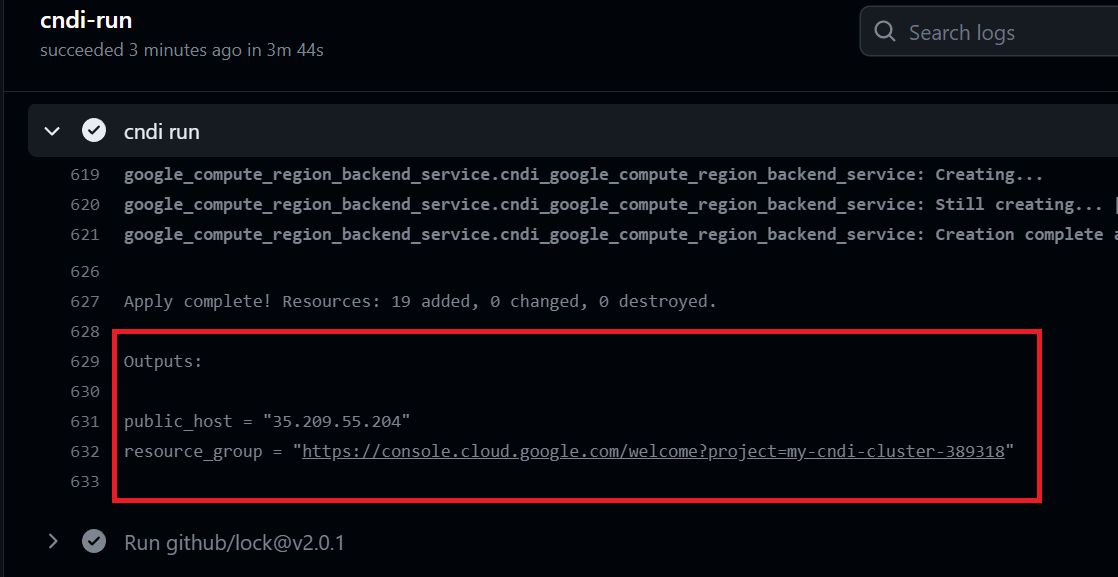 cndi-run
succeeded 3 minutes ago in 3m 44s
Search logs
cndi run
619 google_compute_region_backend_service.cndi_google_compute_region_backend_service: Creating...
620 google_compute_region_backend_service.cndi_google_compute_region_backend_service: Still creating...
621 google_compute_region_backend_service.cndi_google_compute_region_backend_service: Creation complete
626
627 Apply complete! Resources: 19 added, 0 changed, 0 destroyed.
628
629 Outputs:
630
631 public_host = "35.209.55.204"
632 resource_group = "https://console.cloud.google.com/welcome?project=my-cndi-cluster-389318"
633
Run github/lock@v2.0.1